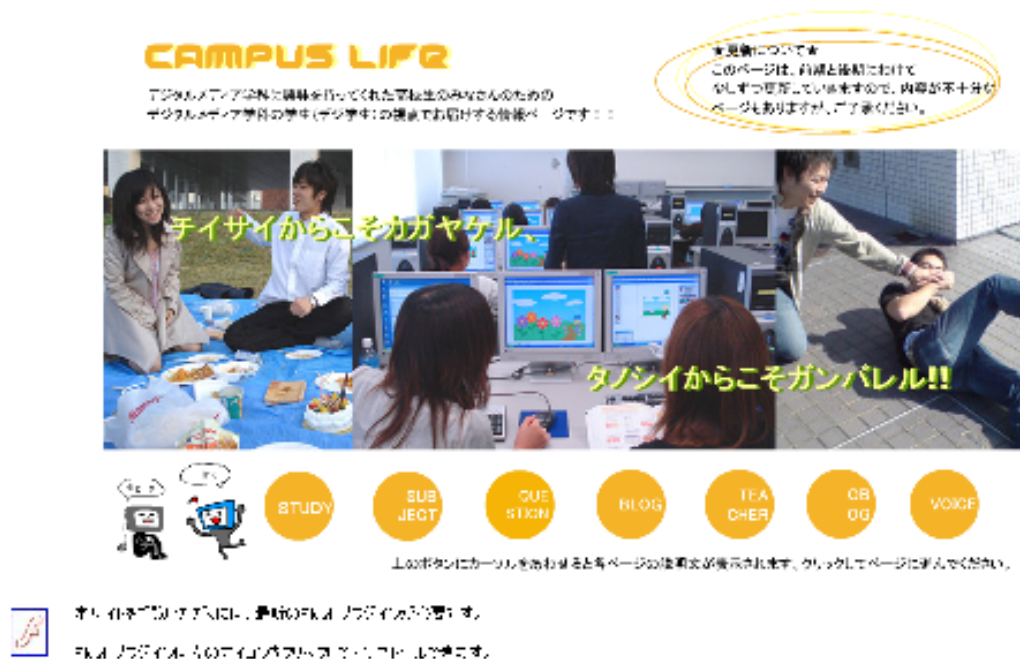 CAMPUS LIFE
★更新について★
このページは、前期と後期にわけて
少しずつ更新していきますので、内容が不十分な
ページもありますが、ご了承ください。
デジタルメディア学科に興味を持ってくれた高校生のみなさんのための
デジタルメディア学科の学生(デジ学生)の視点でお届けする情報ページです!!
チイサイからこそカガヤケル、
タノシイからこそガンバレル!!
STUDY
SUB
JECT
QUE
STION
BLOG
TEA
CHER
OB
OG
VOICE
上のボタンにカーソルをあわせると各ページの説明文が表示されます、クリックしてページに進んでください。